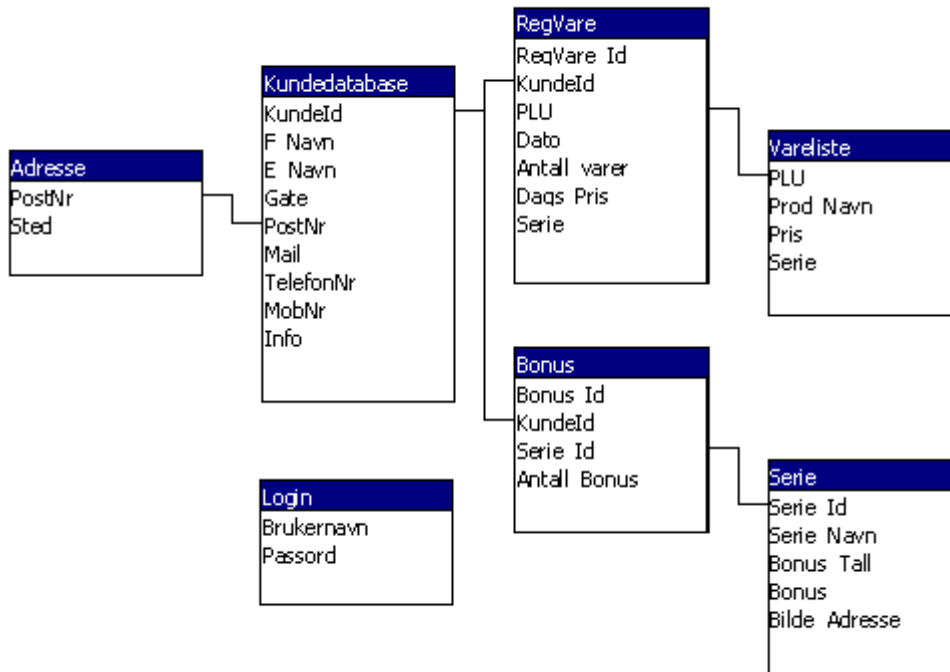 Adresse
PostNr
Sted
Kundedatabase
KundeId
F Navn
E Navn
Gate
PostNr
Mail
TelefonNr
MobNr
Info
RegVare
RegVare Id
KundeId
PLU
Dato
Antall varer
Dags Pris
Serie
Vareliste
PLU
Prod Navn
Pris
Serie
Bonus
Bonus Id
KundeId
Serie Id
Antall Bonus
Login
Brukernavn
Passord
Serie
Serie Id
Serie Navn
Bonus Tall
Bonus
Bilde Adresse